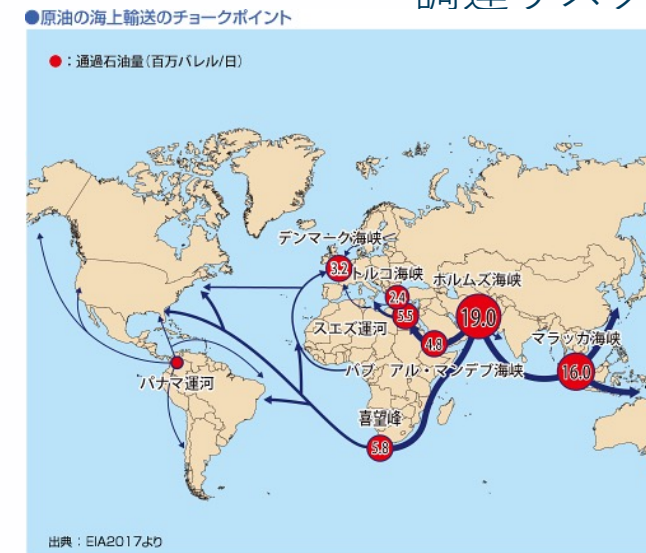 調達リスク
●原油の海上輸送のチョークポイント
●：通過石油量（百万バレル/日）
デンマーク海峡
3.2
トルコ海峡
ホルムズ海峡
2.4
5.5
19.0
スエズ運河
4.8
マラッカ海峡
バブ アル・マンデブ海峡
16.0
パナマ運河
喜望峰
5.8
出典：EIA2017より